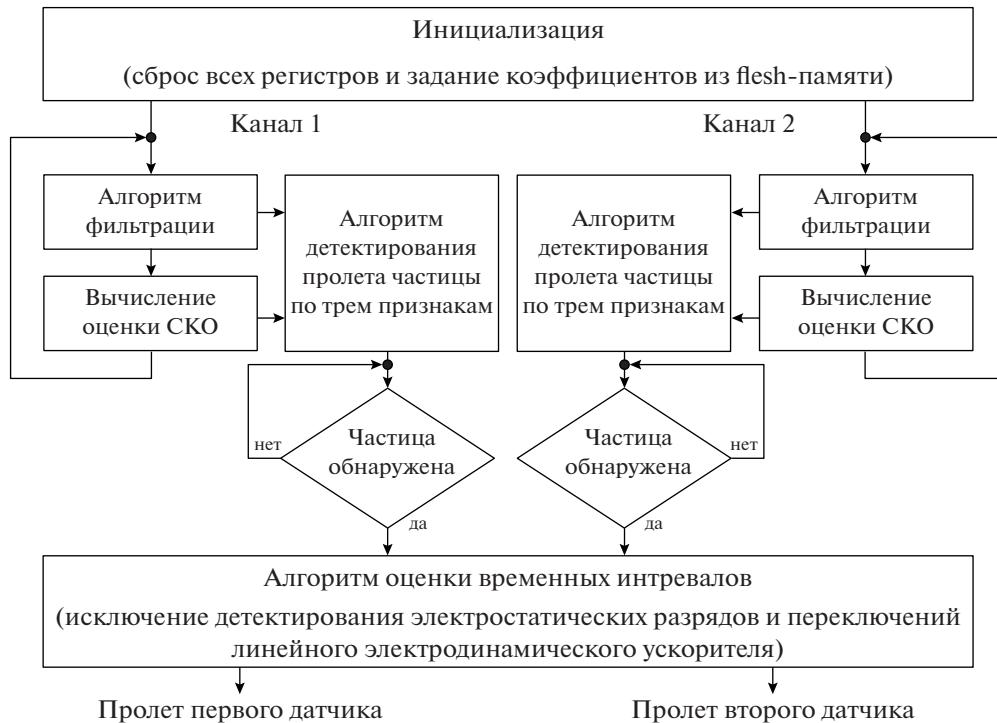 Инициализация
(сброс всех регистров и задание коэффициентов из flesh-памяти)
Канал 1
Канал 2
Алгоритм
фильтрации
Алгоритм
детектирования
пролета частицы
по трем признакам
Алгоритм
детектирования
пролета частицы
по трем признакам
Алгоритм
фильтрации
Вычисление
оценки СКО
Вычисление
оценки СКО
нет
Частица
обнаружена
Частица
обнаружена
нет
да
да
Алгоритм оценки временных интревалов
(исключение детектирования электростатических разрядов и переключений
линейного электродинамического ускорителя)
Пролет первого датчика
Пролет второго датчика